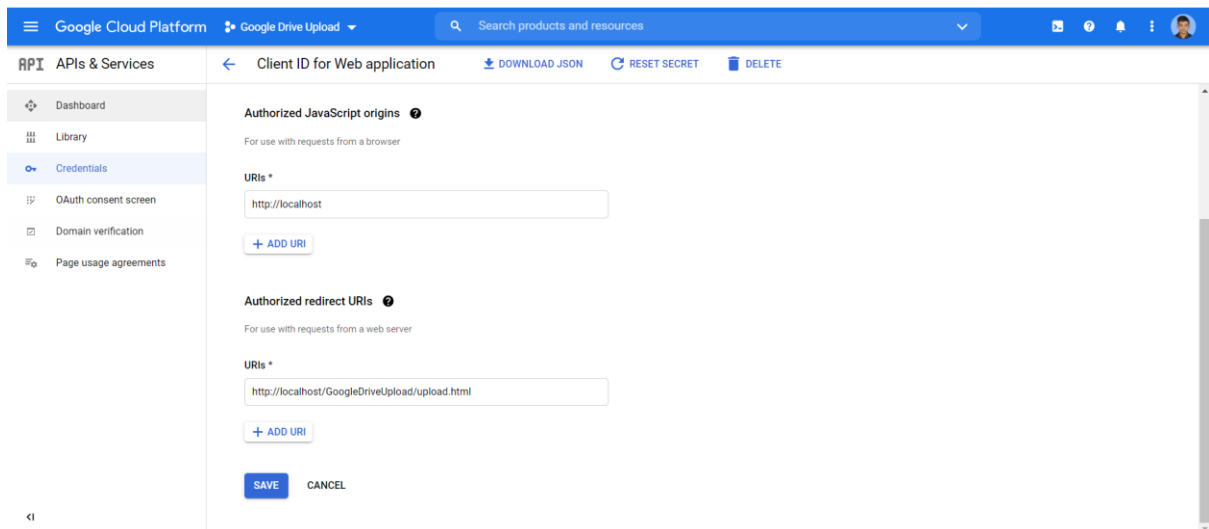 Google Cloud Platform Google Drive Upload Search products and resources
API APIs & Services Client ID for Web application DOWNLOAD JSON RESET SECRET DELETE
Dashboard
Library
Credentials
OAuth consent screen
Domain verification
Page usage agreements
Authorized JavaScript origins
For use with requests from a browser
URIs *
http://localhost
+ ADD URI
Authorized redirect URIs
For use with requests from a web server
URIs *
http://localhost/GoogleDriveUpload/upload.html
+ ADD URI
SAVE CANCEL